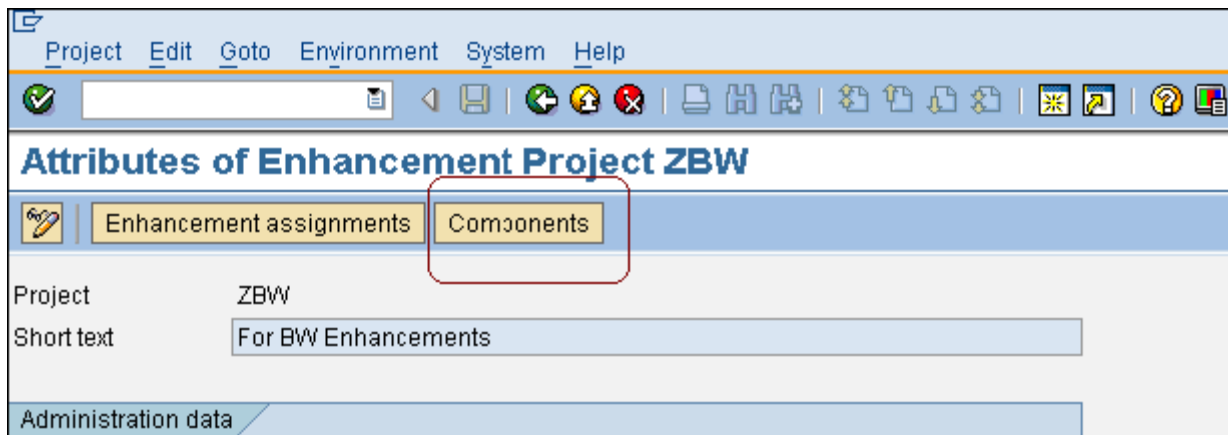 Project Edit Goto Environment System Help
Attributes of Enhancement Project ZBW
Enhancement assignments Components
Project ZBW
Short text For BW Enhancements
Administration data